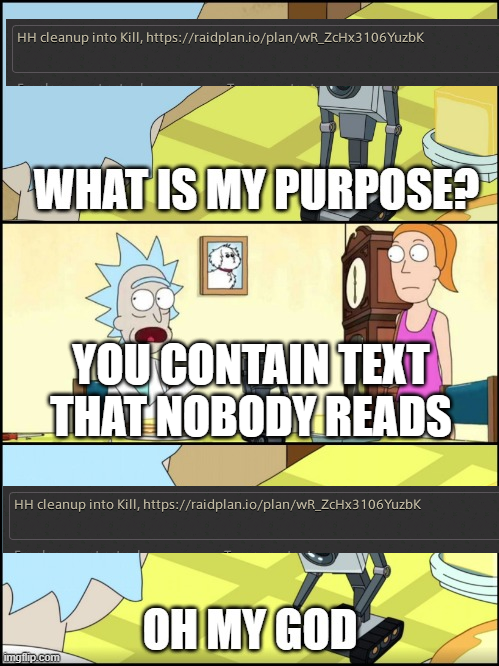 HH cleanup into Kill, https://raidplan.io/plan/wR_ZcHx3106YuzbK
WHAT IS MY PURPOSE?
YOU CONTAIN TEXT
THAT NOBODY READS
HH cleanup into Kill, https://raidplan.io/plan/wR_ZcHx3106YuzbK
OH MY GOD
imgflip.com